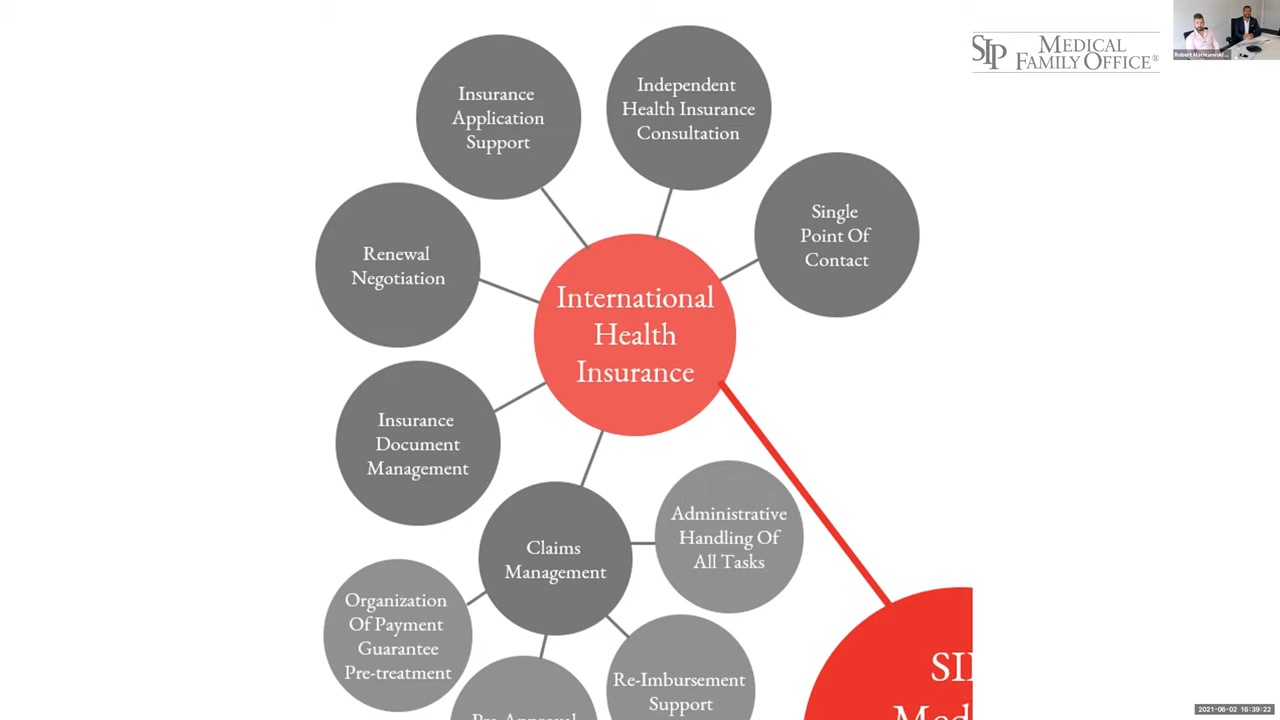 SIP MEDICAL
FAMILY OFFICE®
Insurance
Application
Support
Independent
Health Insurance
Consultation
Single
Point Of
Contact
Renewal
Negotiation
International
Health
Insurance
Insurance
Document
Management
Claims
Management
Administrative
Handling Of
All Tasks
Organization
Of Payment
Guarantee
Pre-treatment
Re-Imbursement
Support
Pre-Approval
2021-06-02 16:39:22